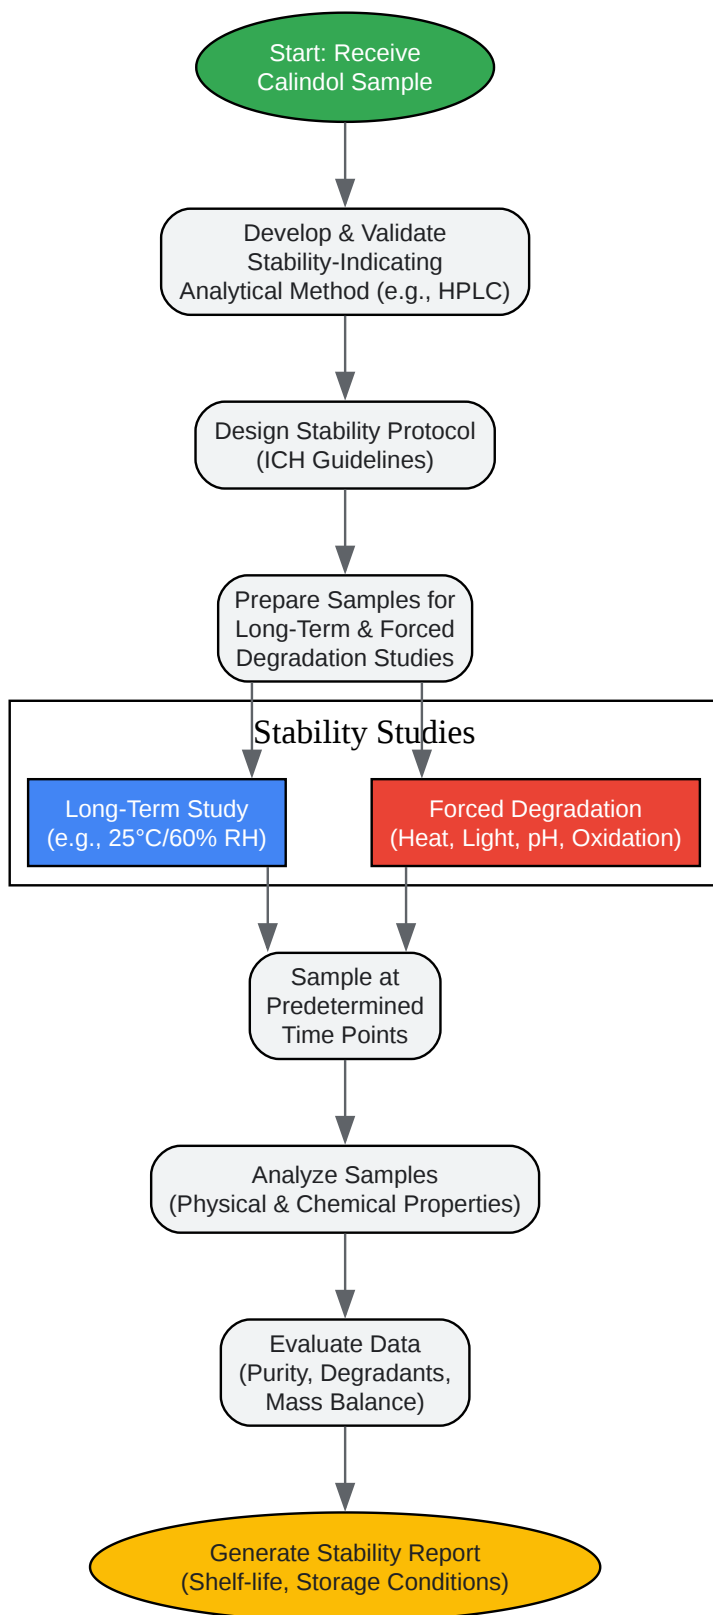 Start: Receive
Calindol Sample
Develop & Validate
Stability-Indicating
Analytical Method (e.g., HPLC)
Design Stability Protocol
(ICH Guidelines)
Prepare Samples for
Long-Term & Forced
Degradation Studies
Stability Studies
Long-Term Study
(e.g., 25°C/60% RH)
Forced Degradation
(Heat, Light, pH, Oxidation)
Sample at
Predetermined
Time Points
Analyze Samples
(Physical & Chemical Properties)
Evaluate Data
(Purity, Degradants,
Mass Balance)
Generate Stability Report
(Shelf-life, Storage Conditions)